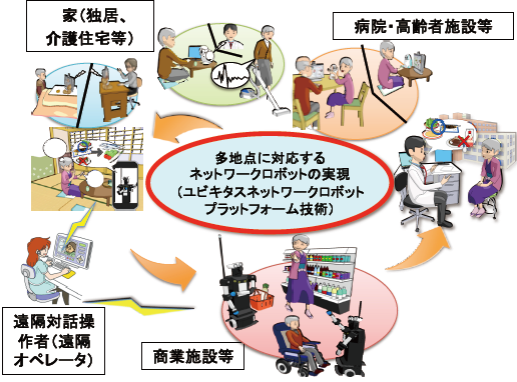 家（独居、
介護住宅等）
病院・高齢者施設等
多地点に対応する
ネットワークロボットの実現
（ユビキタスネットワークロボット
プラットフォーム技術）
遠隔対話操
作者（遠隔
オペレータ）
商業施設等